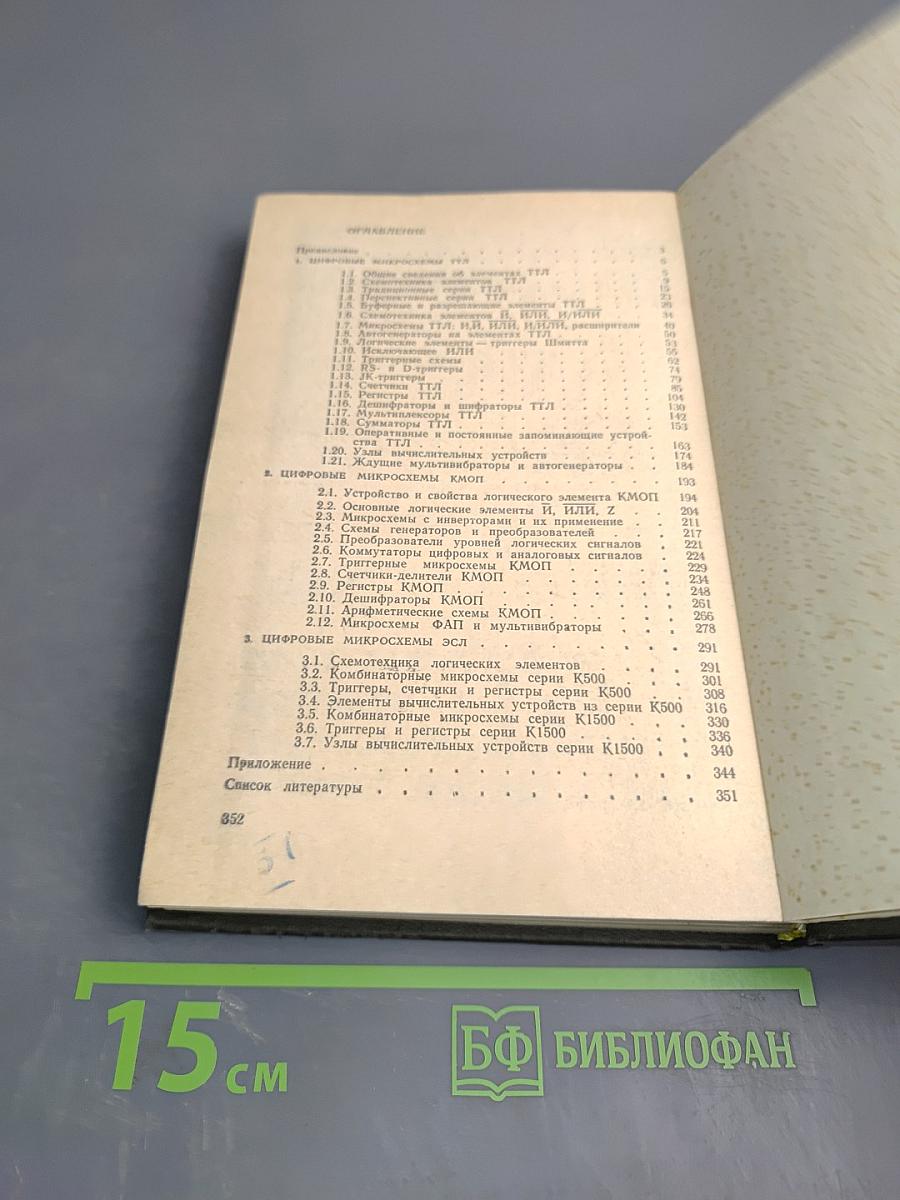 ОГЛАВЛЕНИЕ
Предисловие . . . . . . . . . . 3
1. ЦИФРОВЫЕ МИКРОСХЕМЫ ТТЛ . . . . . . 5
1.1. Общие сведения об элементах ТТЛ . . . . 5
1.2. Схемотехника элементов ТТЛ . . . . . 9
1.3. Традиционные серии ТТЛ . . . . . . 15
1.4. Перспективные серии ТТЛ . . . . . . 23
1.5. Буферные и разрешающие элементы ТТЛ . . 26
1.6. Схемотехника элементов И, ИЛИ, И/ИЛИ . . 34
1.7. Микросхемы ТТЛ: И,И, ИЛИ, И/ИЛИ, расширители 40
1.8. Автогенераторы на элементах ТТЛ . . . . 50
1.9. Логические элементы — триггеры Шмитта . . 53
1.10. Исключающее ИЛИ . . . . . . . 55
1.11. Триггерные схемы . . . . . . . 62
1.12. RS- и D-триггеры . . . . . . . 74
1.13. JK-триггеры . . . . . . . . 79
1.14. Счетчики ТТЛ . . . . . . . . 85
1.15. Регистры ТТЛ . . . . . . . . 104
1.16. Дешифраторы и шифраторы ТТЛ . . . . 130
1.17. Мультиплексоры ТТЛ . . . . . . 142
1.18. Сумматоры ТТЛ . . . . . . . 153
1.19. Оперативные и постоянные запоминающие устрой-
ства ТТЛ . . . . . . . . . 163
1.20. Узлы вычислительных устройств . . . . 174
1.21. Ждущие мультивибраторы и автогенераторы . . 184
2. ЦИФРОВЫЕ МИКРОСХЕМЫ КМОП . . . . . . 193
2.1. Устройство и свойства логического элемента КМОП 194
2.2. Основные логические элементы И, ИЛИ, Z . . 204
2.3. Микросхемы с инверторами и их применение . 211
2.4. Схемы генераторов и преобразователей . . 217
2.5. Преобразователи уровней логических сигналов . 221
2.6. Коммутаторы цифровых и аналоговых сигналов . 224
2.7. Триггерные микросхемы КМОП . . . . 229
2.8. Счетчики-делители КМОП . . . . . . 234
2.9. Регистры КМОП . . . . . . . . 248
2.10. Дешифраторы КМОП . . . . . . 261
2.11. Арифметические схемы КМОП . . . . . 266
2.12. Микросхемы ФАП и мультивибраторы . . . 278
3. ЦИФРОВЫЕ МИКРОСХЕМЫ ЭСЛ . . . . . . 291
3.1. Схемотехника логических элементов . . . 291
3.2. Комбинаторные микросхемы серии К500 . . . 301
3.3. Триггеры, счетчики и регистры серии К500 . . 308
3.4. Элементы вычислительных устройств из серии К500 316
3.5. Комбинаторные микросхемы серии К1500 . . . 330
3.6. Триггеры и регистры серии К1500 . . . . 336
3.7. Узлы вычислительных устройств серии К1500 . . 340
Приложение . . . . . . . . . . . . 344
Список литературы . . . . . . . . . . . 351
352
51
15 см
БФ БИБЛИОФАН